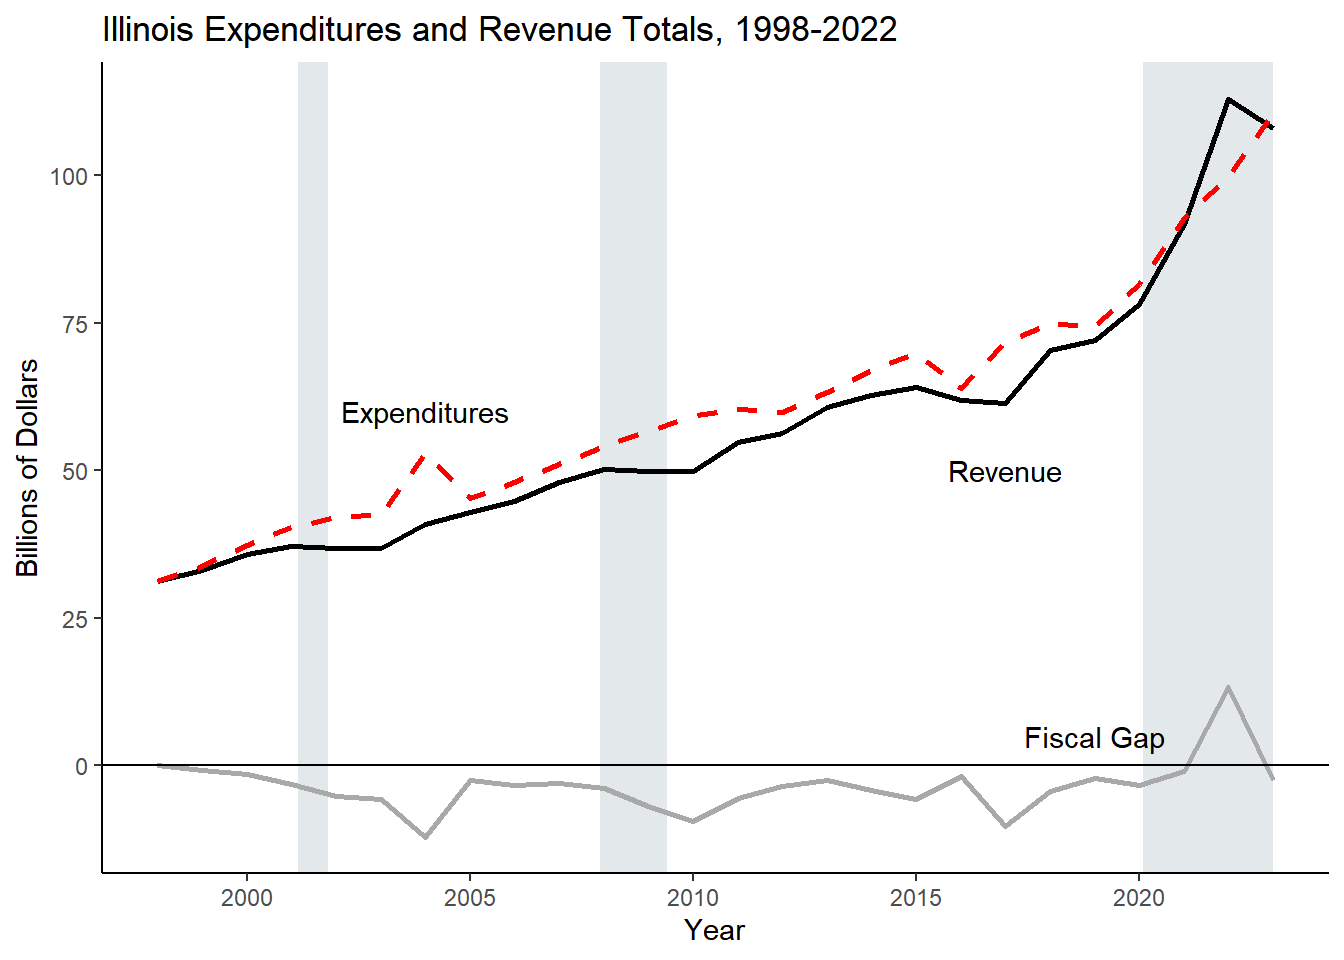 Illinois Expenditures and Revenue Totals, 1998-2022
Billions of Dollars
100
75
50
25
0
Expenditures
Revenue
Fiscal Gap
2000
2005
2010
2015
2020
Year